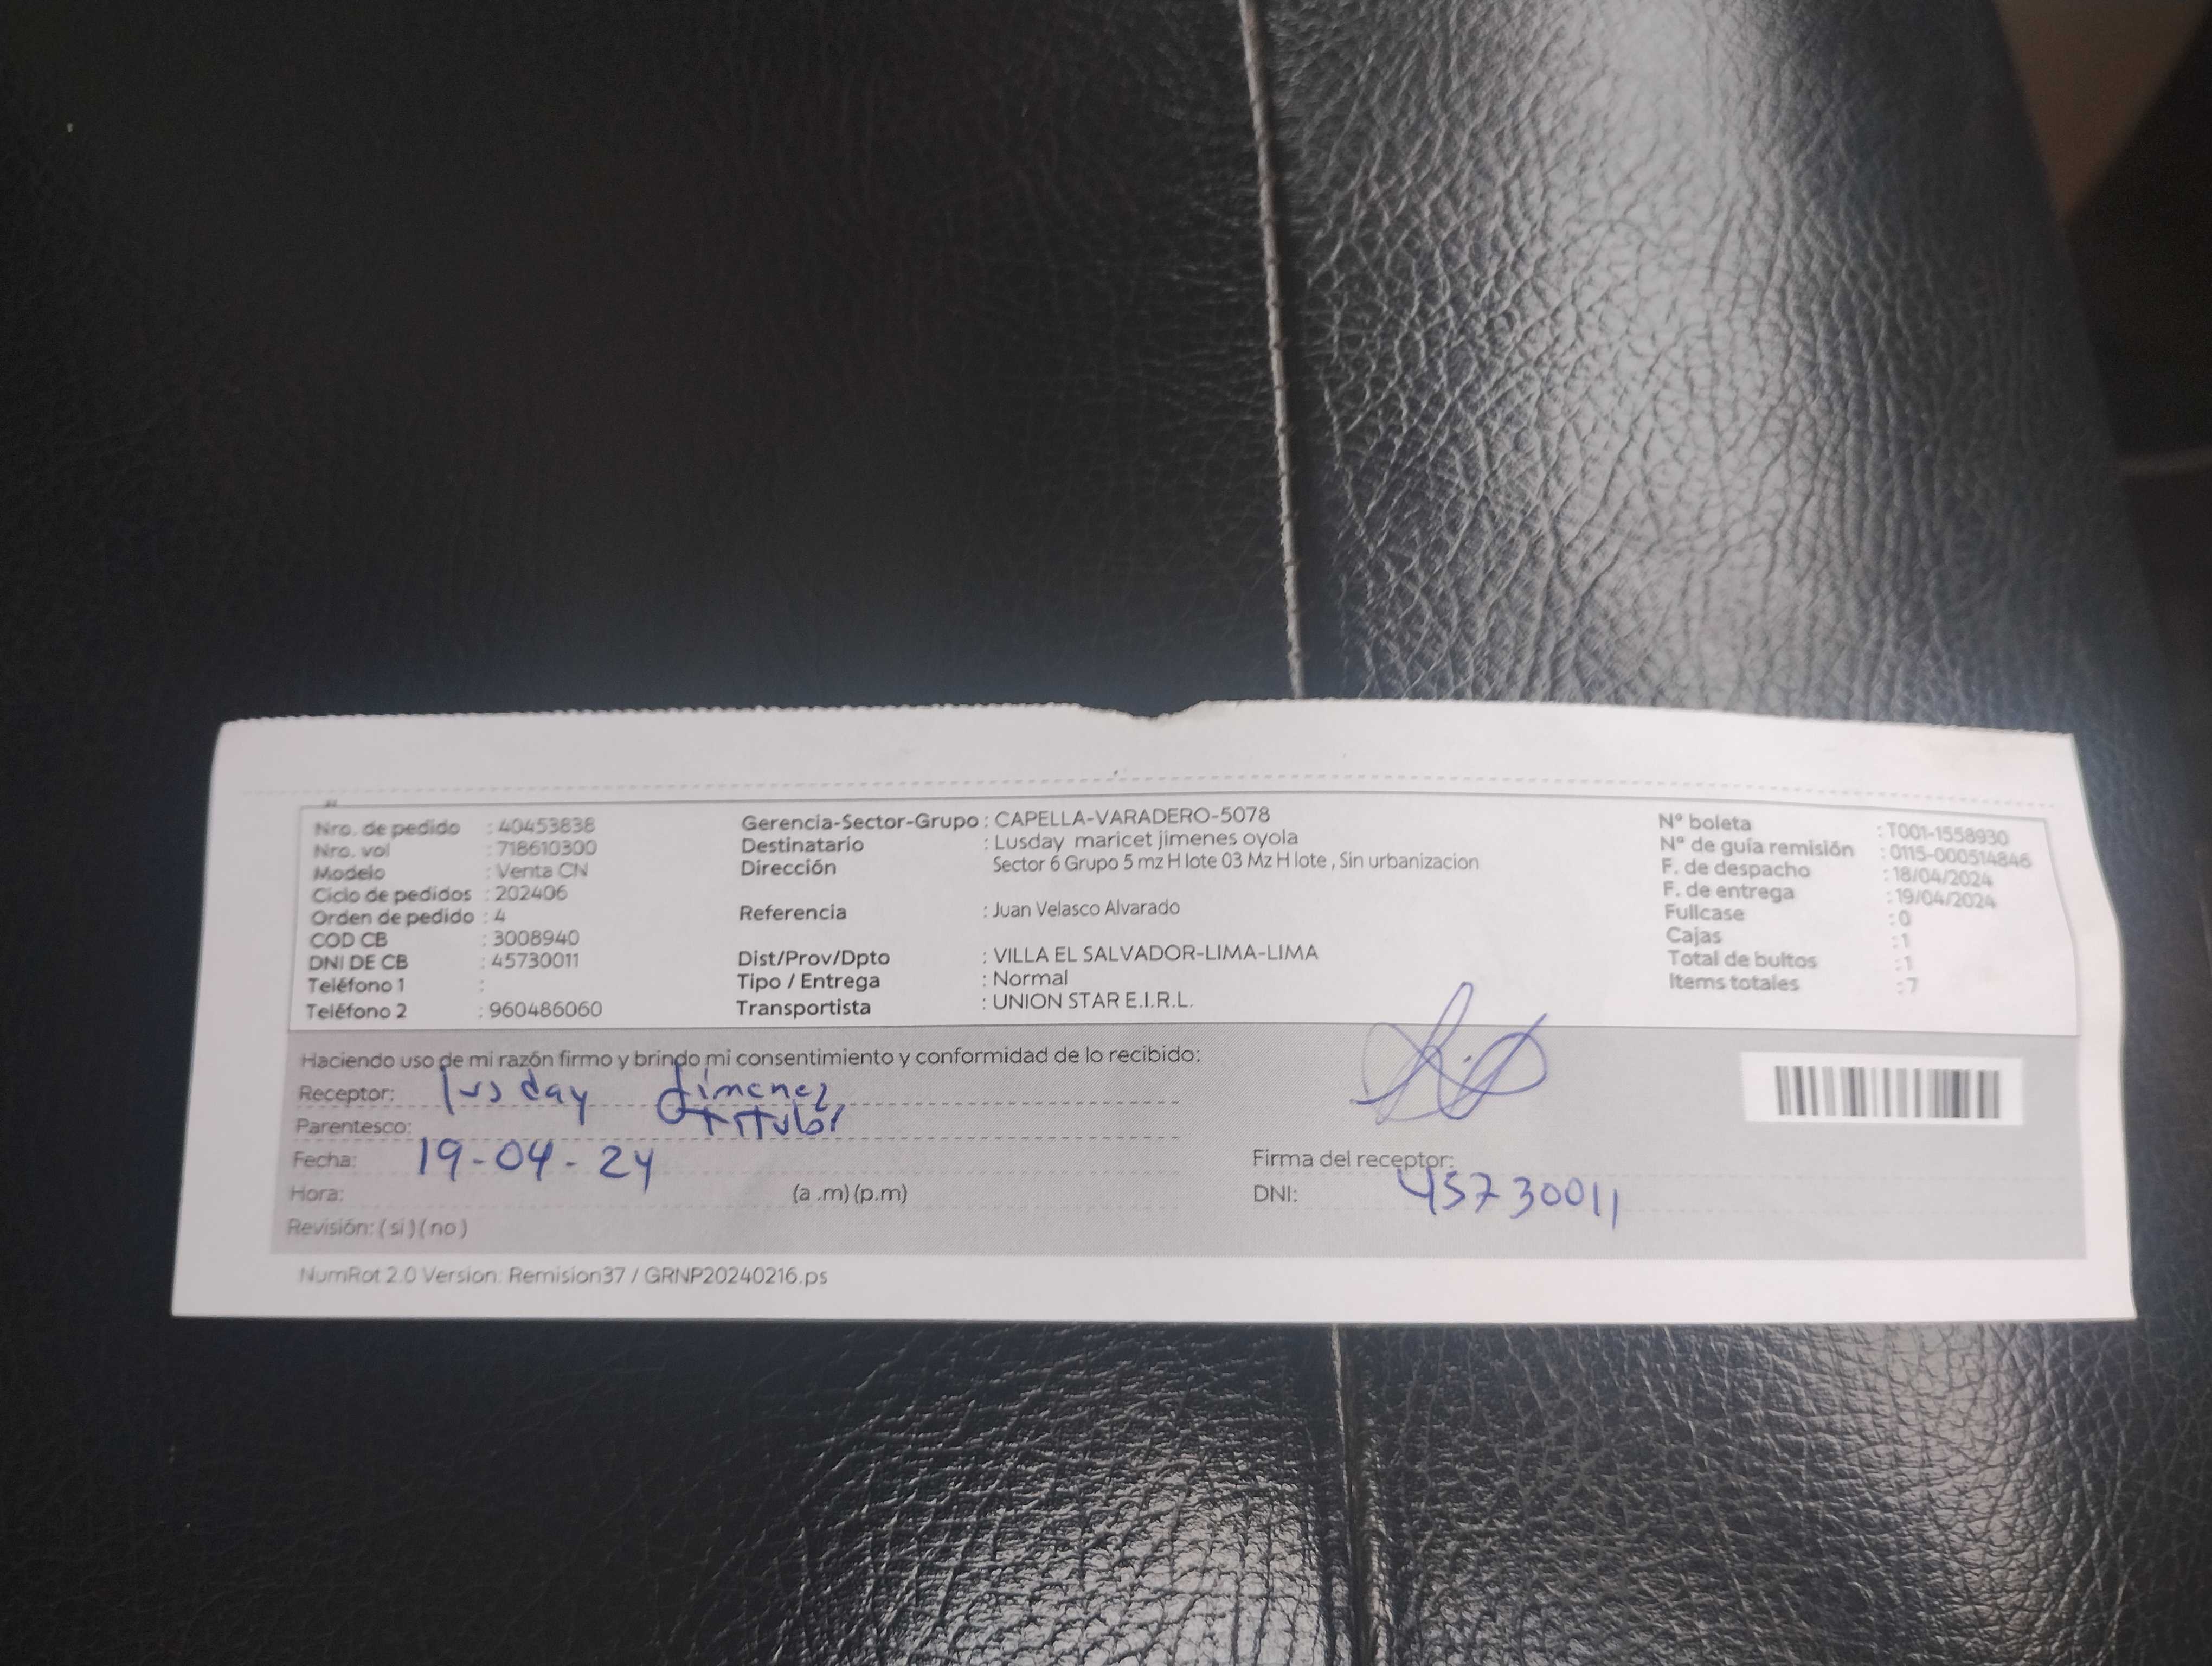 Nro. de pedido : 40453838
Nro. vol : 718610300
Modelo : Venta CN
Ciclo de pedidos : 202406
Orden de pedido : 4
COD CB : 3008940
DNI DE CB : 45730011
Teléfono 1 :
Teléfono 2 : 960486060
Gerencia-Sector-Grupo : CAPELLA-VARADERO-5078
Destinatario : Lusday maricet jimenes oyola
Dirección Sector 6 Grupo 5 mz H lote 03 Mz H lote , Sin urbanizacion
Referencia : Juan Velasco Alvarado
Dist/Prov/Dpto : VILLA EL SALVADOR-LIMA-LIMA
Tipo / Entrega : Normal
Transportista : UNION STAR E.I.R.L.
N° boleta : T001-1558930
N° de guía remisión : 0115-000514846
F. de despacho : 18/04/2024
F. de entrega : 19/04/2024
Fullcase : 0
Cajas : 1
Total de bultos : 1
Items totales : 7
Haciendo uso de mi razón firmo y brindo mi consentimiento y conformidad de lo recibido:
Receptor: lusday Jimenez
Parentesco: titular
Fecha: 19-04-24
Hora: (a .m) (p.m)
Revisión: ( si ) ( no )
Firma del receptor:
DNI: 45730011
NumRot 2.0 Version: Remision37 / GRNP20240216.ps